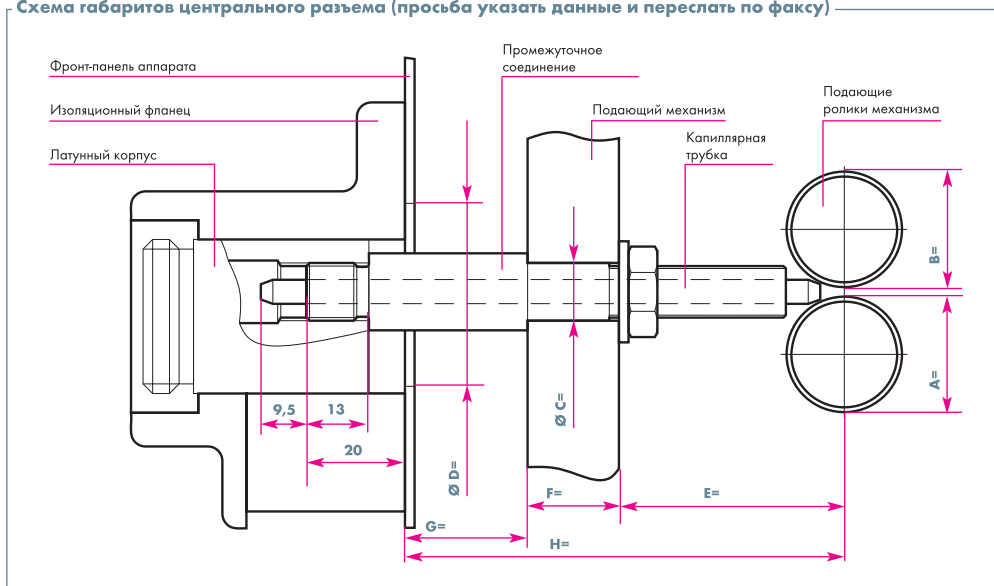 Схема габаритов центрального разъема (просьба указать данные и переслать по факсу)
Промежуточное
соединение
Фронт-панель аппарата
Подающие
ролики механизма
Изоляционный фланец
Подающий механизм
Капиллярная
трубка
Латунный корпус
B=
A=
9,5
13
Ø C=
20
Ø D=
F=
E=
G=
H=